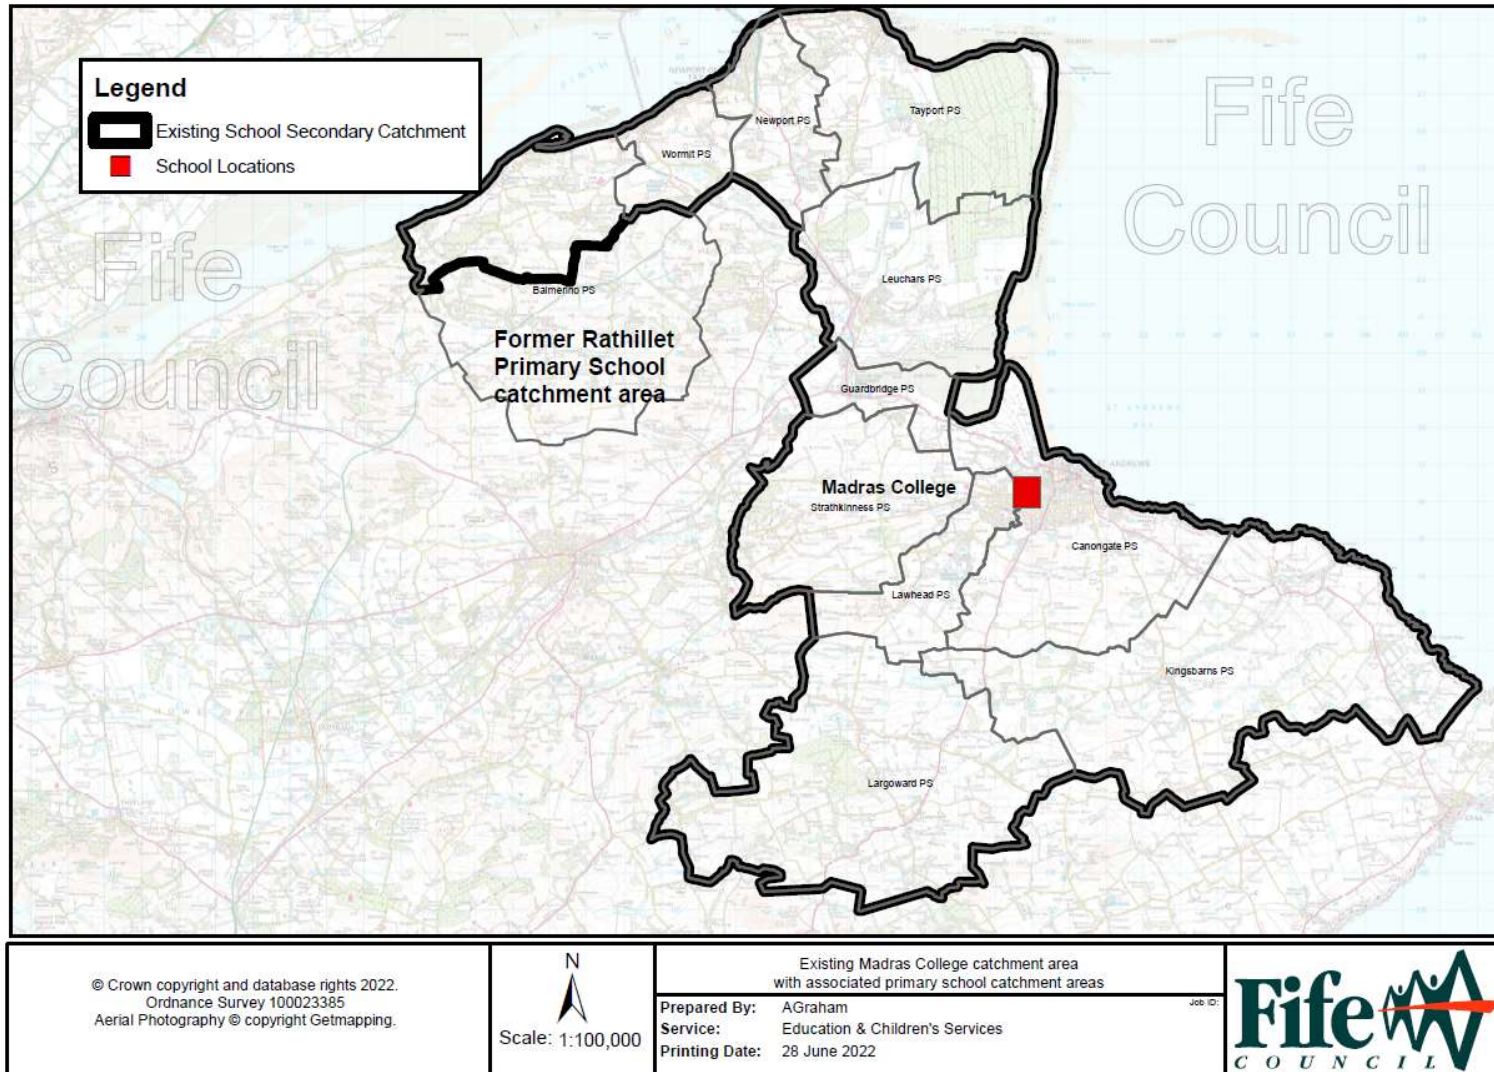 Legend
Existing School Secondary Catchment
School Locations
Fife
Council
Fife
Council
Tayport PS
Newport PS
Wormit PS
Leuchars PS
Balmerino PS
Former Rathillet
Primary School
catchment area
Guardbridge PS
Madras College
Strathkinness PS
Canongate PS
Lawhead PS
Kingsbarns PS
Largoward PS
© Crown copyright and database rights 2022.
Ordnance Survey 100023385
Aerial Photography © copyright Getmapping.
N
Scale: 1:100,000
Existing Madras College catchment area
with associated primary school catchment areas
Prepared By: AGraham
Job ID:
Service: Education & Children's Services
Printing Date: 28 June 2022
Fife
COUNCIL